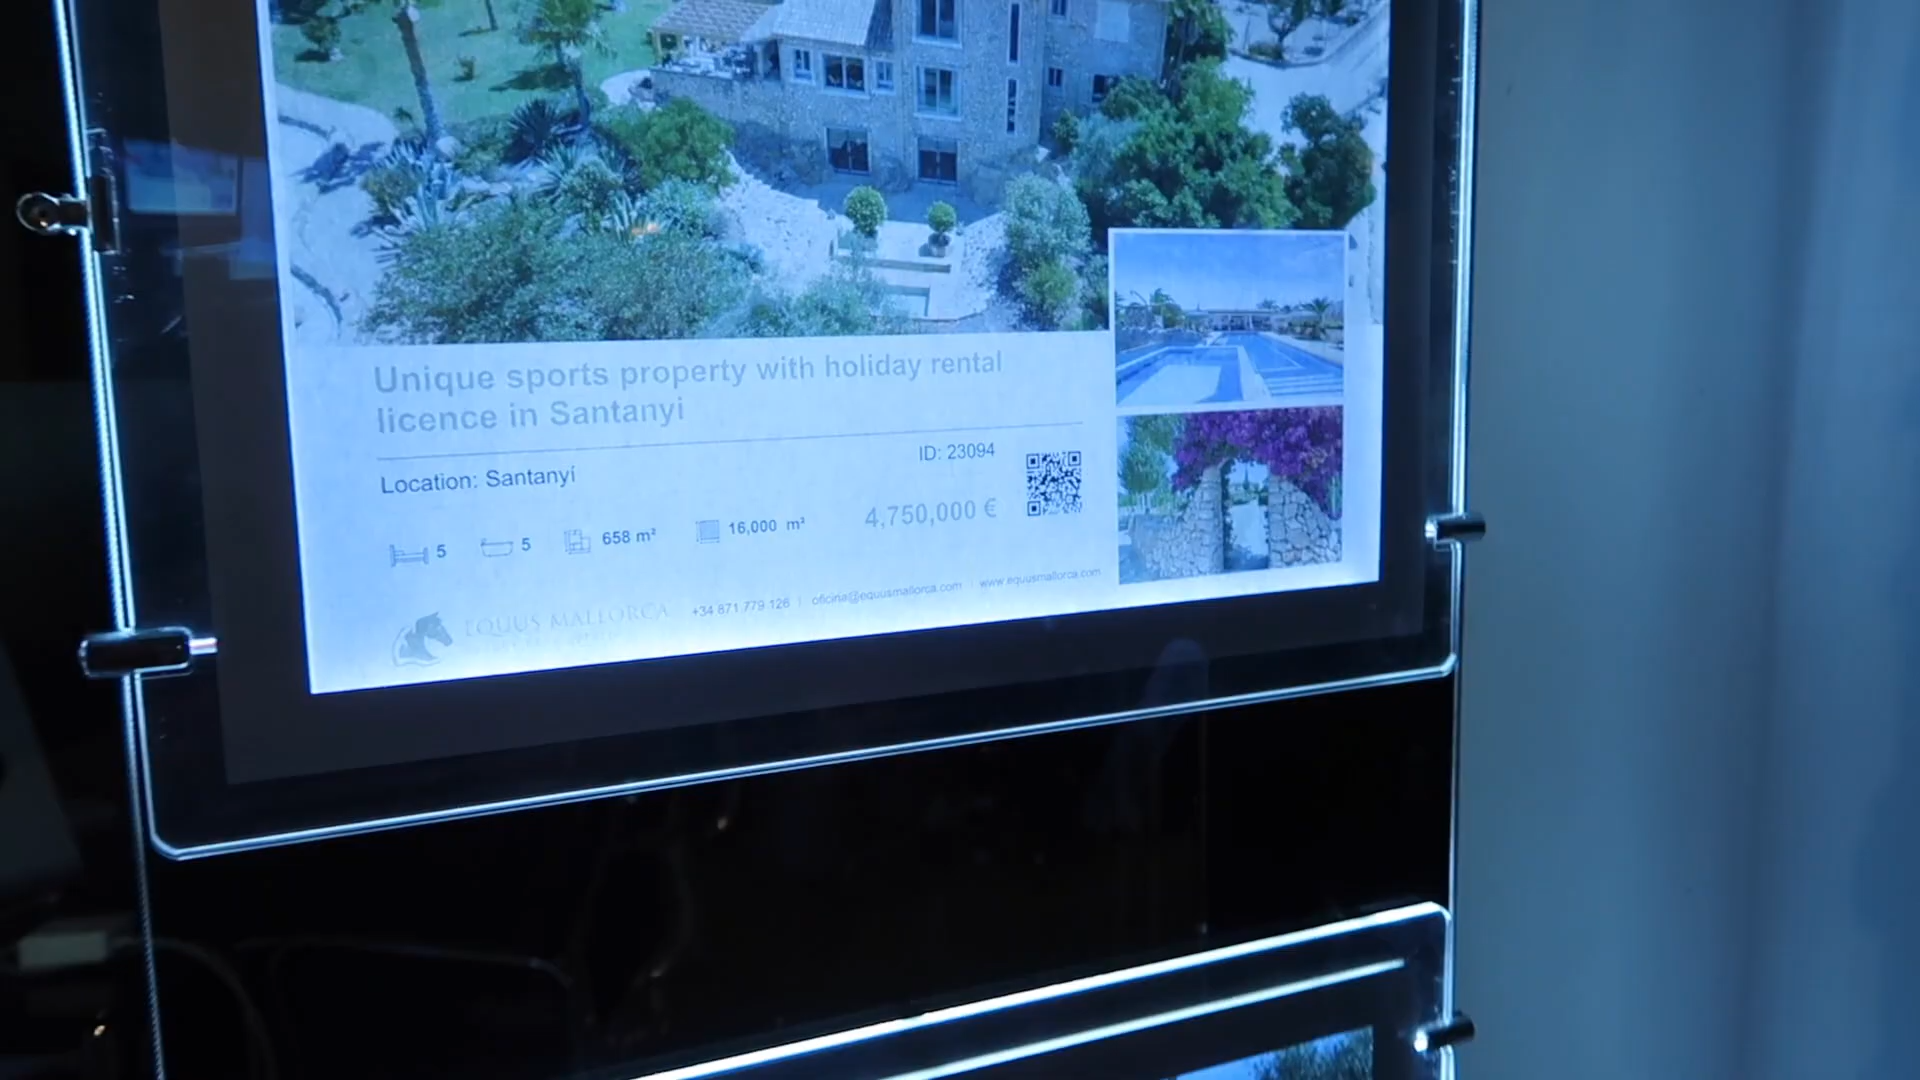 Unique sports property with holiday rental
licence in Santanyi
ID: 23094
Location: Santanyí
5 5 658 m² 16,000 m² 4,750,000 €
EQUUS MALLORCA +34 871 779 126 | oficina@equusmallorca.com | www.equusmallorca.com